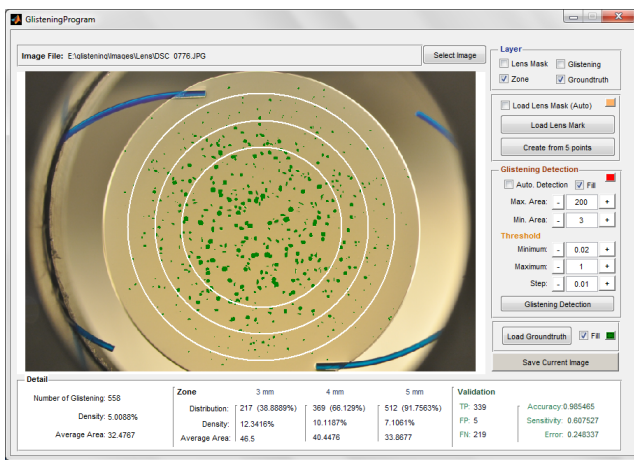 GlisteningProgram
Image File: E:\glistening\Images\Lens\DSC_0776.JPG
Select Image
Layer
Lens Mask
Glistening
Zone
Groundtruth
Load Lens Mask (Auto)
Load Lens Mark
Create from 5 points
Glistening Detection
Auto. Detection
Fill
Max. Area: - 200 +
Min. Area: - 3 +
Threshold
Minimum: - 0.02 +
Maximum: - 1 +
Step: - 0.01 +
Glistening Detection
Load Groundtruth
Fill
Save Current Image
Detail
Number of Glistening: 558
Density: 5.0088%
Average Area: 32.4767
Zone 3 mm 4 mm 5 mm
Distribution: 217 (38.8889%) 369 (66.129%) 512 (91.7563%)
Density: 12.3416% 10.1187% 7.1061%
Average Area: 46.5 40.4476 33.8677
Validation
TP: 339 Accuracy:0.985465
FP: 5 Sensitivity: 0.607527
FN: 219 Error: 0.248337